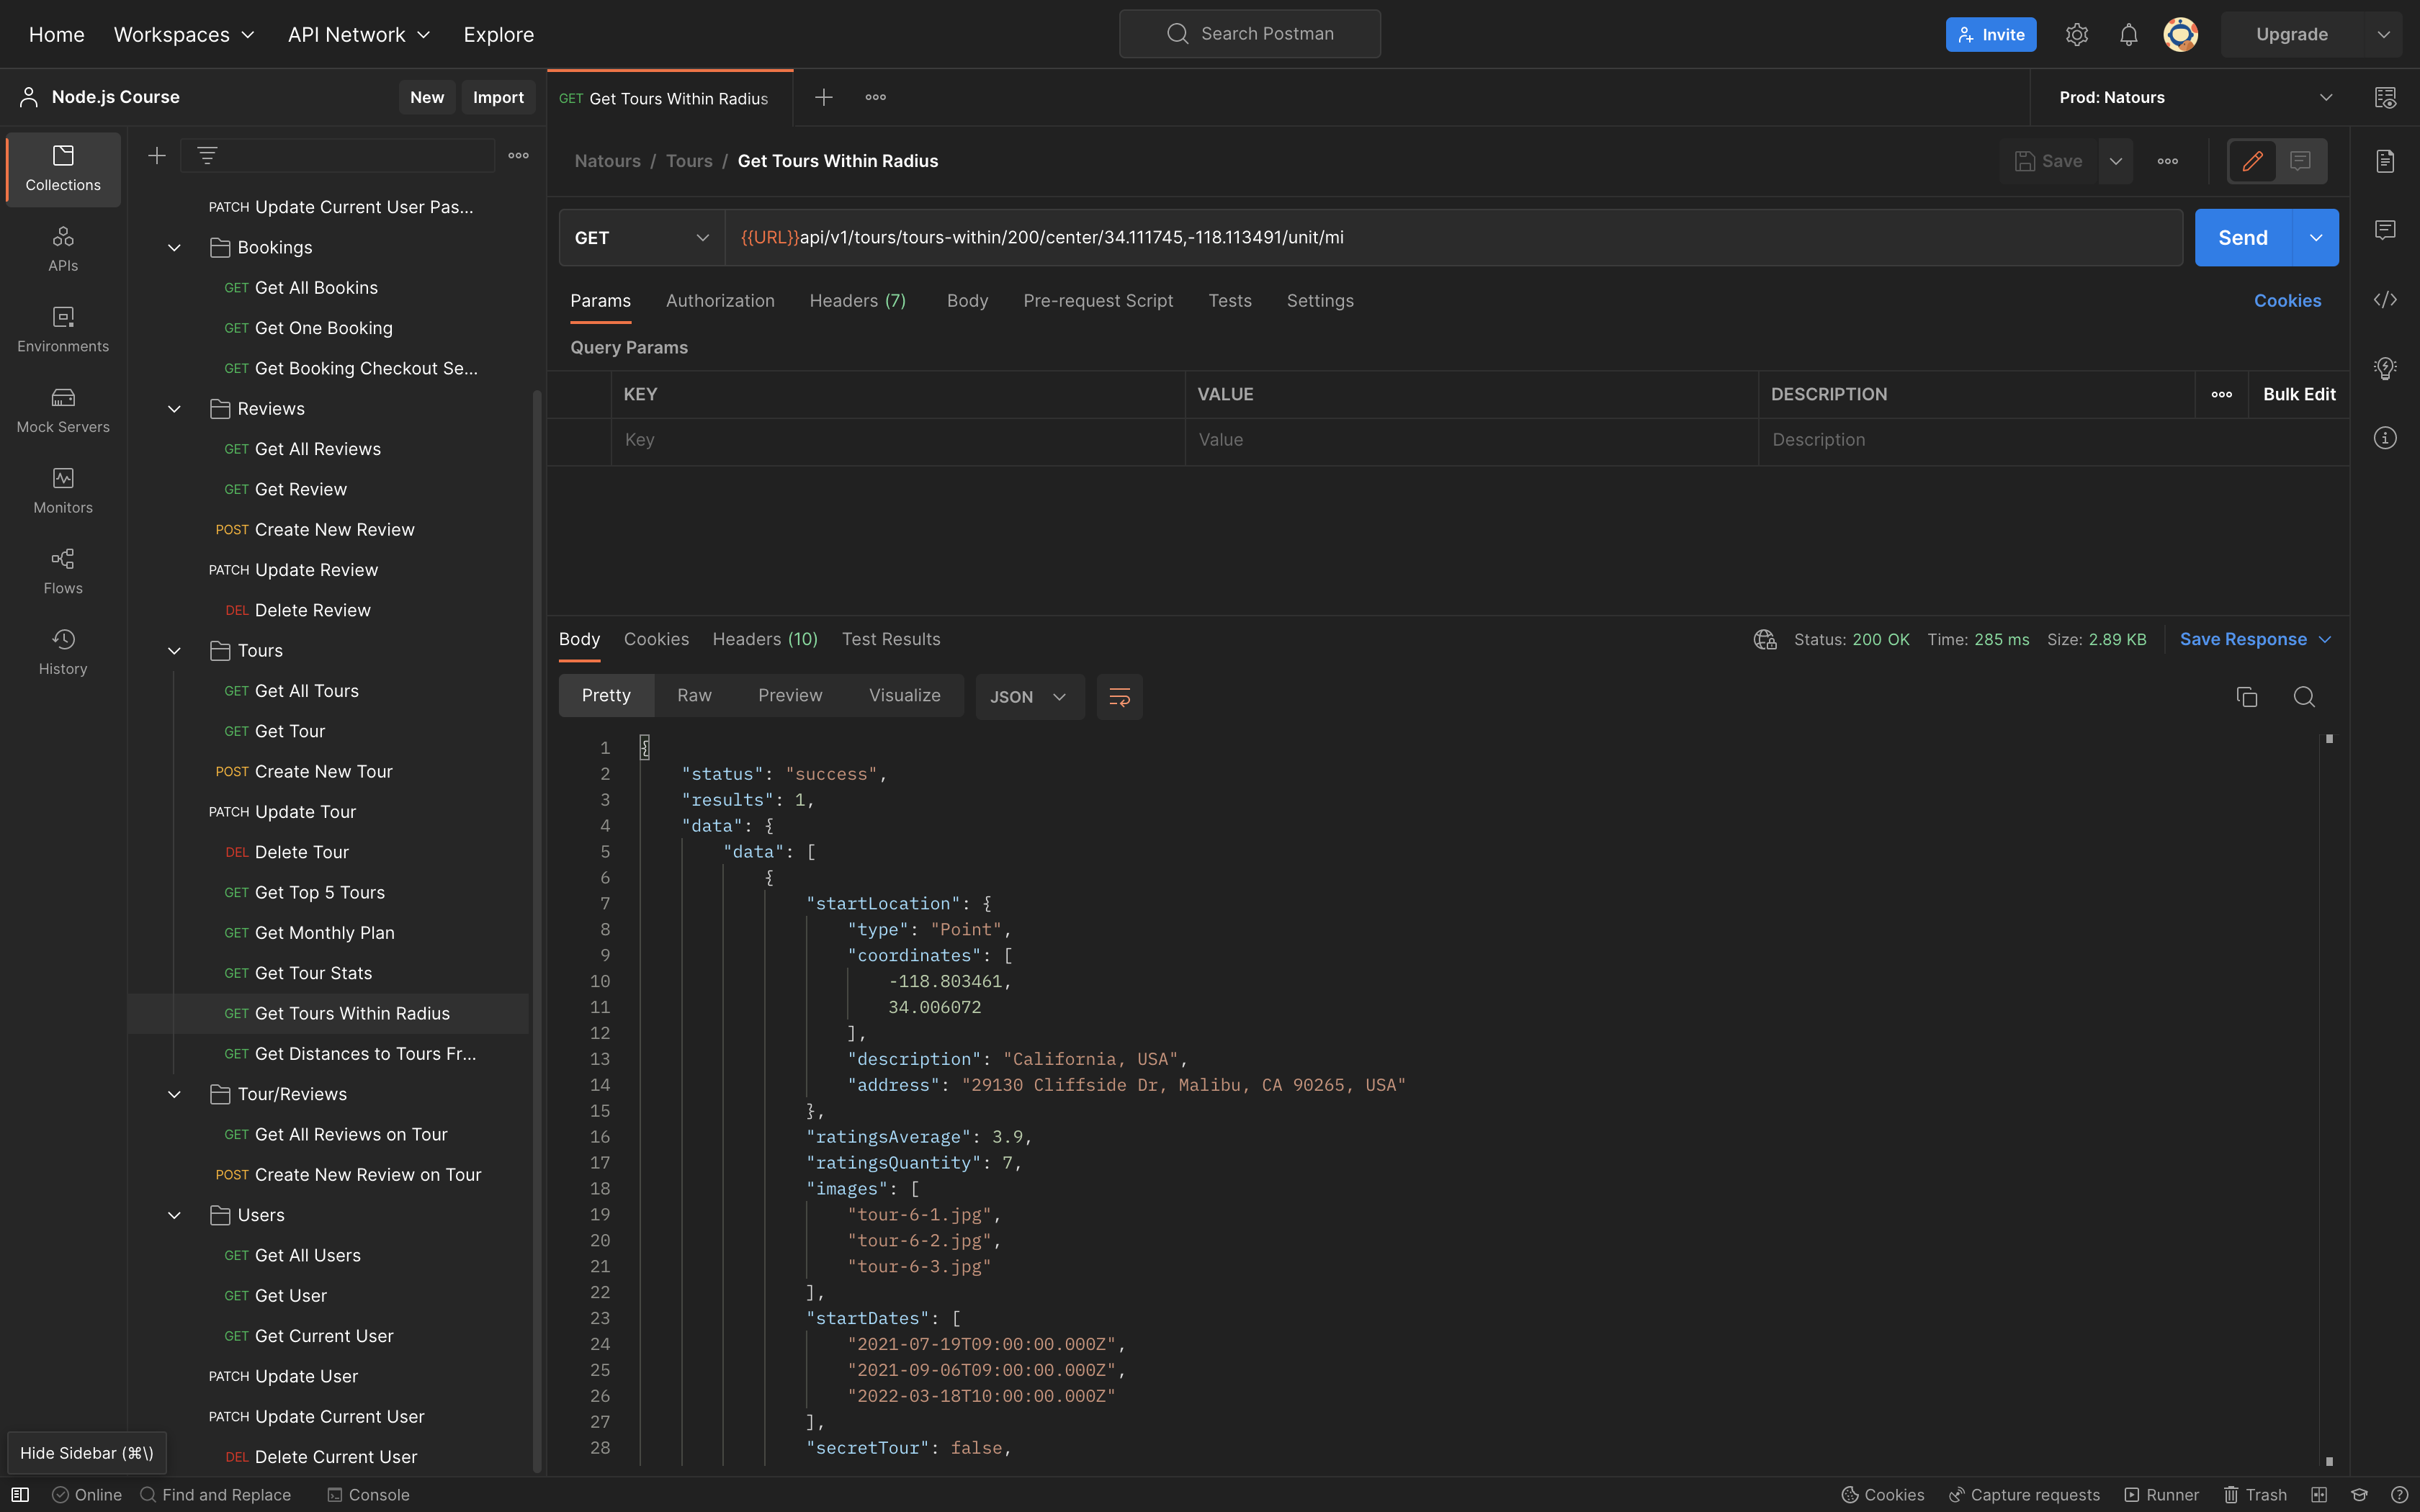 Home Workspaces API Network Explore Search Postman Invite Upgrade
Node.js Course New Import
GET Get Tours Within Radius
Prod: Natours
Collections
APIs
Environments
Mock Servers
Monitors
Flows
History
PATCH Update Current User Pas...
Bookings
GET Get All Bookins
GET Get One Booking
GET Get Booking Checkout Se...
Reviews
GET Get All Reviews
GET Get Review
POST Create New Review
PATCH Update Review
DEL Delete Review
Tours
GET Get All Tours
GET Get Tour
POST Create New Tour
PATCH Update Tour
DEL Delete Tour
GET Get Top 5 Tours
GET Get Monthly Plan
GET Get Tour Stats
GET Get Tours Within Radius
GET Get Distances to Tours Fr...
Tour/Reviews
GET Get All Reviews on Tour
POST Create New Review on Tour
Users
GET Get All Users
GET Get User
GET Get Current User
PATCH Update User
PATCH Update Current User
DEL Delete Current User
Hide Sidebar (⌘\)
Natours / Tours / Get Tours Within Radius
Save
GET {{URL}}api/v1/tours/tours-within/200/center/34.111745,-118.113491/unit/mi Send
Params Authorization Headers (7) Body Pre-request Script Tests Settings Cookies
Query Params
KEY VALUE DESCRIPTION Bulk Edit
Key Value Description
Body Cookies Headers (10) Test Results Status: 200 OK Time: 285 ms Size: 2.89 KB Save Response
Pretty Raw Preview Visualize JSON
1 {
2 "status": "success",
3 "results": 1,
4 "data": {
5 "data": [
6 {
7 "startLocation": {
8 "type": "Point",
9 "coordinates": [
10 -118.803461,
11 34.006072
12 ],
13 "description": "California, USA",
14 "address": "29130 Cliffside Dr, Malibu, CA 90265, USA"
15 },
16 "ratingsAverage": 3.9,
17 "ratingsQuantity": 7,
18 "images": [
19 "tour-6-1.jpg",
20 "tour-6-2.jpg",
21 "tour-6-3.jpg"
22 ],
23 "startDates": [
24 "2021-07-19T09:00:00.000Z",
25 "2021-09-06T09:00:00.000Z",
26 "2022-03-18T10:00:00.000Z"
27 ],
28 "secretTour": false,
Online Find and Replace Console Cookies Capture requests Runner Trash